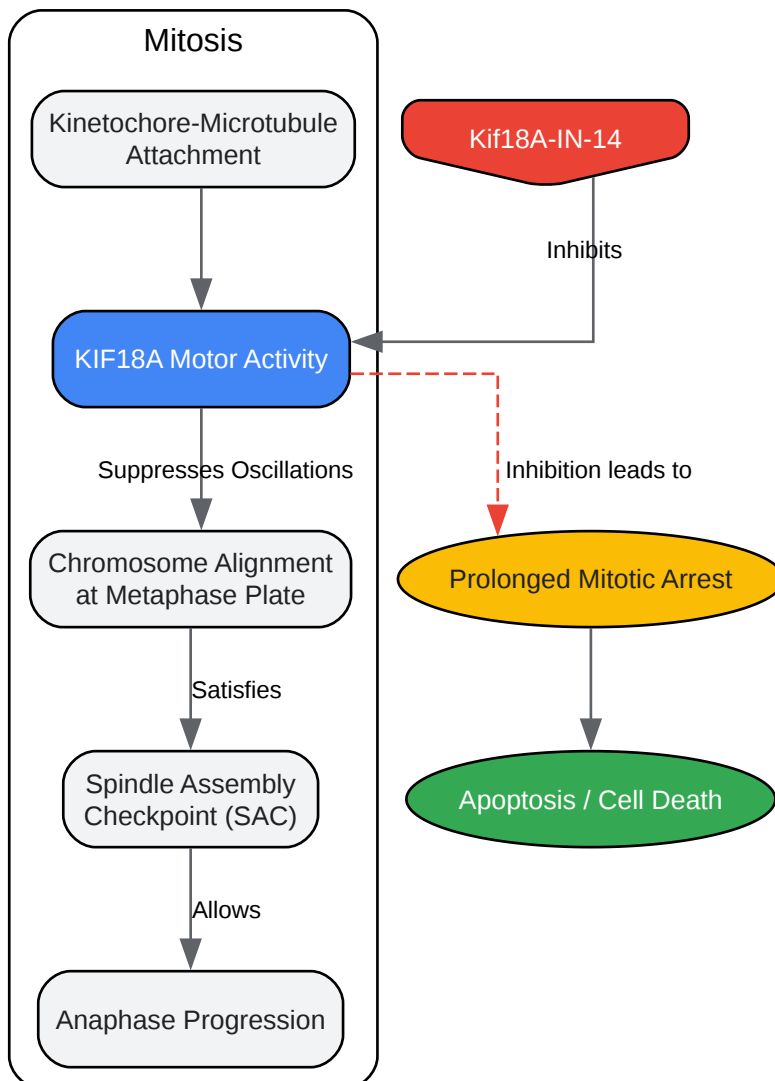 Mitosis
Kinetochore-Microtubule
Attachment
Kif18A-IN-14
Inhibits
KIF18A Motor Activity
Suppresses Oscillations
Inhibition leads to
Chromosome Alignment
at Metaphase Plate
Prolonged Mitotic Arrest
Satisfies
Spindle Assembly
Checkpoint (SAC)
Apoptosis / Cell Death
Allows
Anaphase Progression